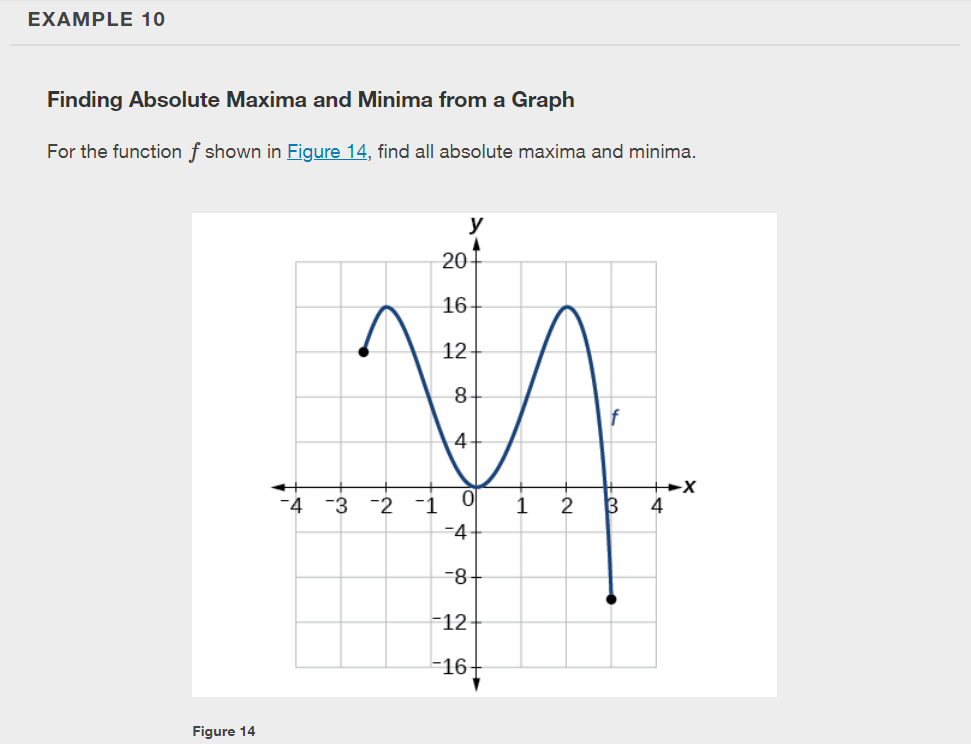 EXAMPLE 10
Finding Absolute Maxima and Minima from a Graph
For the function f shown in Figure 14, find all absolute maxima and minima.
y
20
16
12
8
4
f
x
-4 -3 -2 -1 0 1 2 3 4
-4
-8
-12
-16
Figure 14